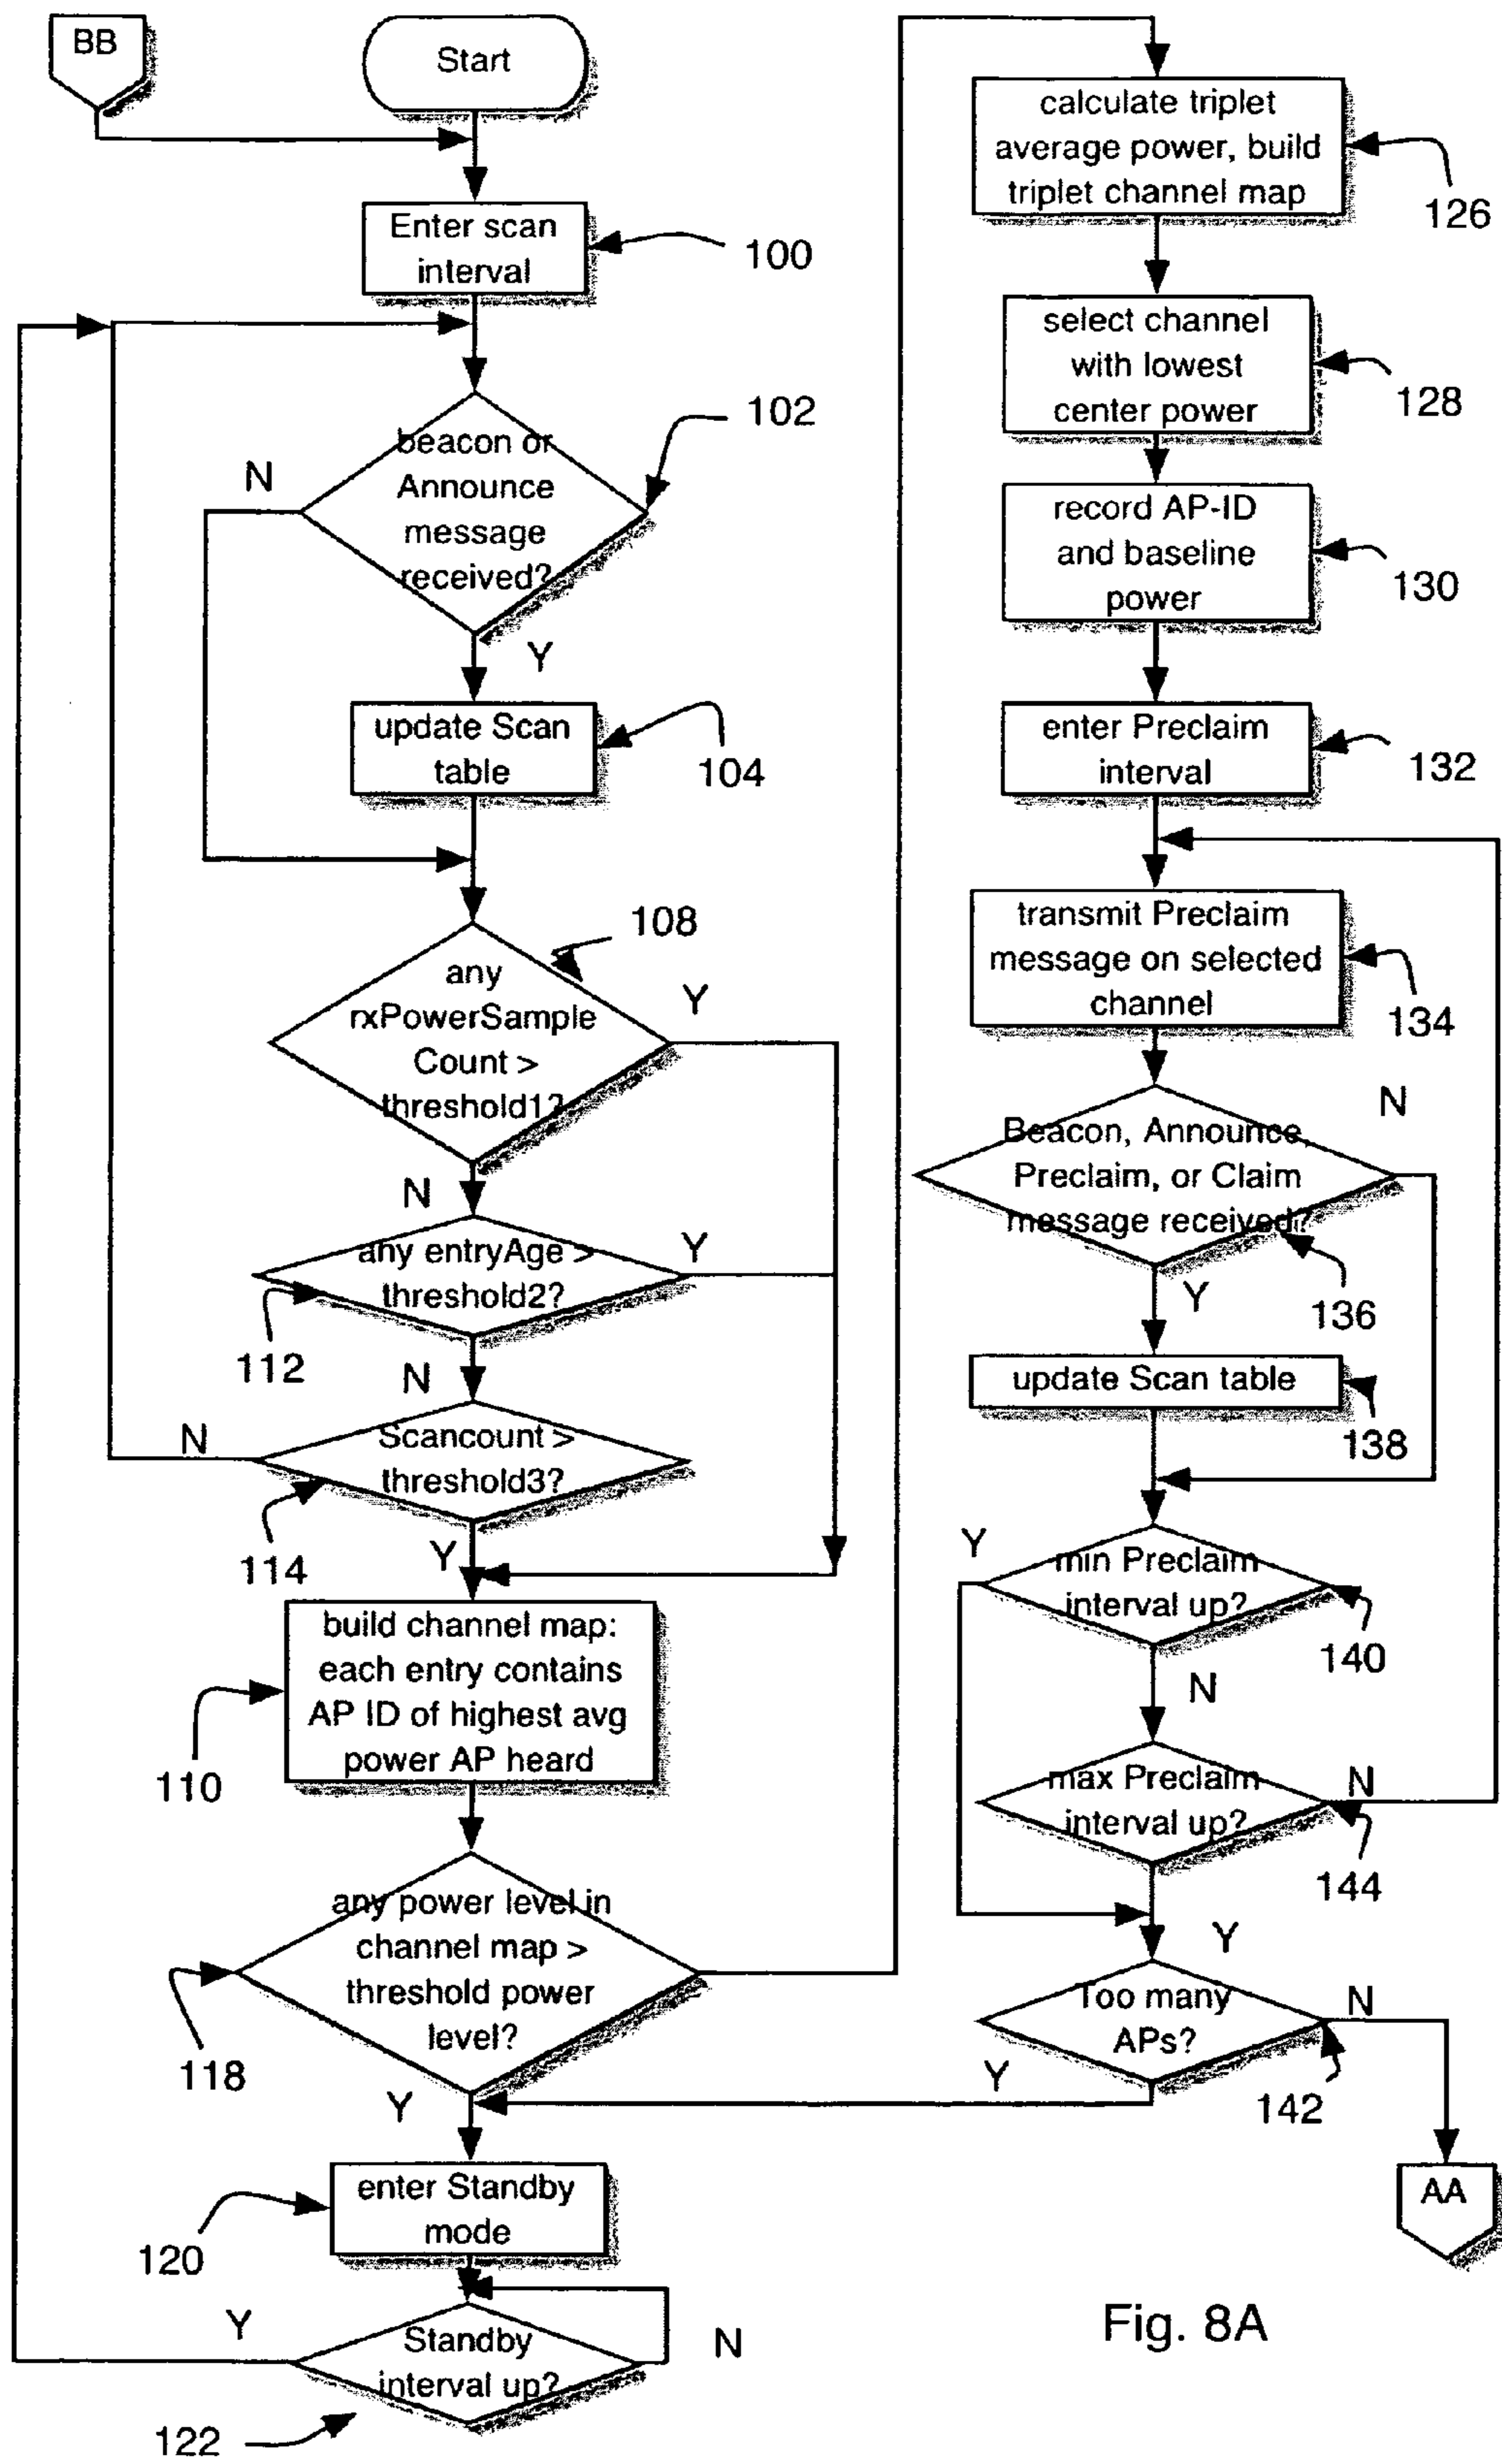 BB
Start
Enter scan
interval
100
beacon or
Announce
message
received?
102
N
Y
update Scan
table
104
any
rxPowerSample
Count >
threshold1?
108
Y
N
any entryAge >
threshold2?
Y
112
N
Scancount >
threshold3?
N
114
Y
build channel map:
each entry contains
AP ID of highest avg
power AP heard
110
any power level in
channel map >
threshold power
level?
118
Y
enter Standby
mode
120
Standby
interval up?
Y
N
122
calculate triplet
average power, build
triplet channel map
126
select channel
with lowest
center power
128
record AP-ID
and baseline
power
130
enter Preclaim
interval
132
transmit Preclaim
message on selected
channel
134
Beacon, Announce,
Preclaim, or Claim
message received?
N
136
Y
update Scan table
138
min Preclaim
interval up?
Y
140
N
max Preclaim
interval up?
N
144
Y
Too many
APs?
N
Y
142
AA
Fig. 8A